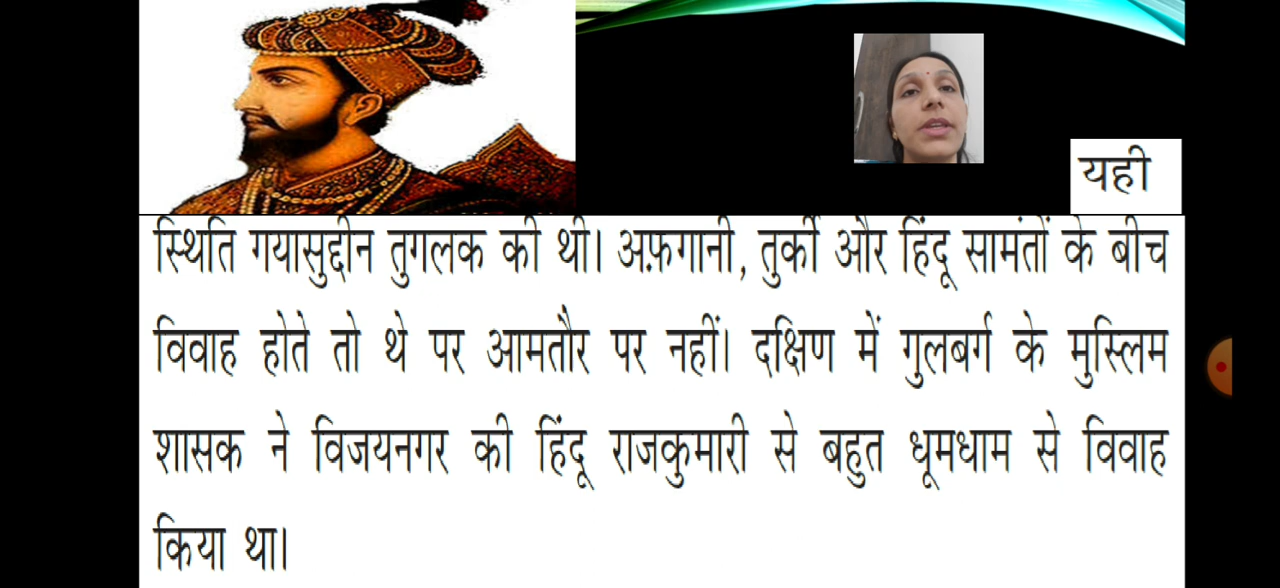 यही
स्थिति गयासुद्दीन तुगलक की थी। अफ़गानी, तुर्की और हिंदू सामंतों के बीच
विवाह होते तो थे पर आमतौर पर नहीं। दक्षिण में गुलबर्ग के मुस्लिम
शासक ने विजयनगर की हिंदू राजकुमारी से बहुत धूमधाम से विवाह
किया था।